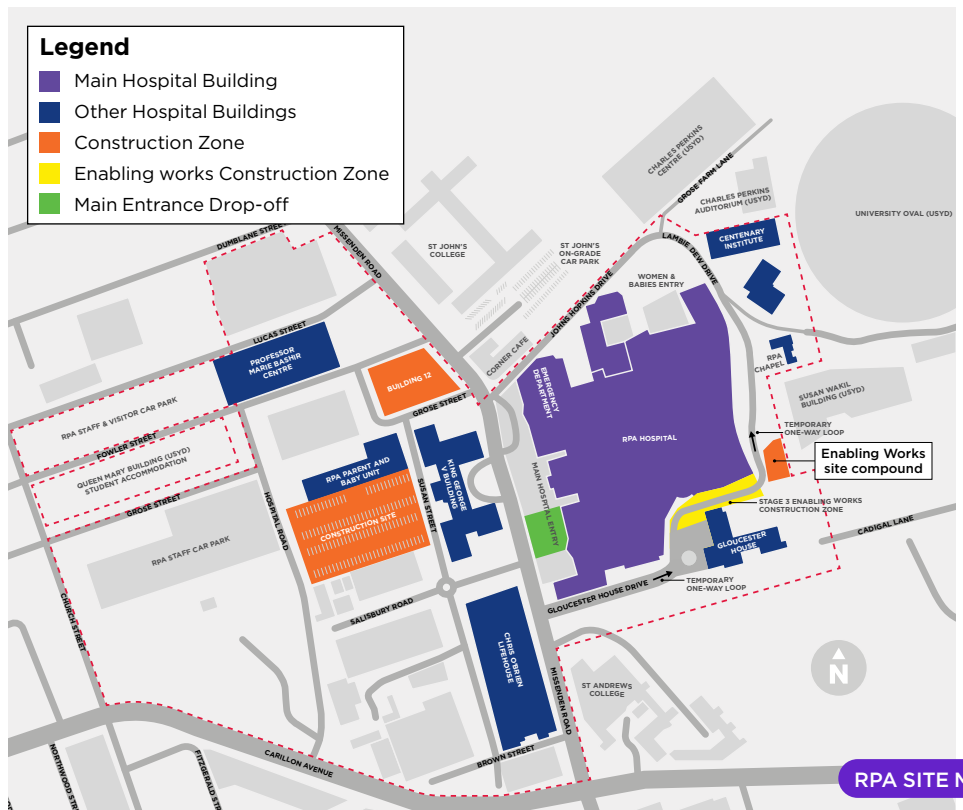 Legend
Main Hospital Building
Other Hospital Buildings
Construction Zone
Enabling works Construction Zone
Main Entrance Drop-off
DUMBLANE STREET
MISSENDEN ROAD
ST JOHN'S
COLLEGE
ST JOHN'S
ON-GRADE
CAR PARK
CHARLES PERKINS
CENTRE (USYD)
GROSE FARM LANE
CHARLES PERKINS
AUDITORIUM (USYD)
UNIVERSITY OVAL (USYD)
CENTENARY
INSTITUTE
LAMBIE DEW DRIVE
WOMEN &
BABIES ENTRY
JOHNS HOPKINS DRIVE
CORNER CAFE
LUCAS STREET
PROFESSOR
MARIE BASHIR
CENTRE
BUILDING 12
GROSE STREET
EMERGENCY
DEPARTMENT
RPA
CHAPEL
SUSAN WAKIL
BUILDING (USYD)
RPA STAFF & VISITOR CAR PARK
FOWLER STREET
QUEEN MARY BUILDING (USYD)
STUDENT ACCOMMODATION
GROSE STREET
RPA HOSPITAL
TEMPORARY
ONE-WAY LOOP
Enabling Works
site compound
RPA PARENT AND
BABY UNIT
KING GEORGE
V BUILDING
MAIN HOSPITAL ENTRY
STAGE 3 ENABLING WORKS
CONSTRUCTION ZONE
CADIGAL LANE
HOSPITAL ROAD
CONSTRUCTION SITE
SUSAN STREET
RPA STAFF CAR PARK
GLOUCESTER
HOUSE
GLOUCESTER HOUSE DRIVE
TEMPORARY
ONE-WAY LOOP
CHURCH STREET
SALISBURY ROAD
CHRIS O'BRIEN
LIFEHOUSE
MISSENDEN ROAD
ST ANDREWS
COLLEGE
N
BROWN STREET
CARILLON AVENUE
NORTHWOOD STREET
FITZGERALD STR
RPA SITE